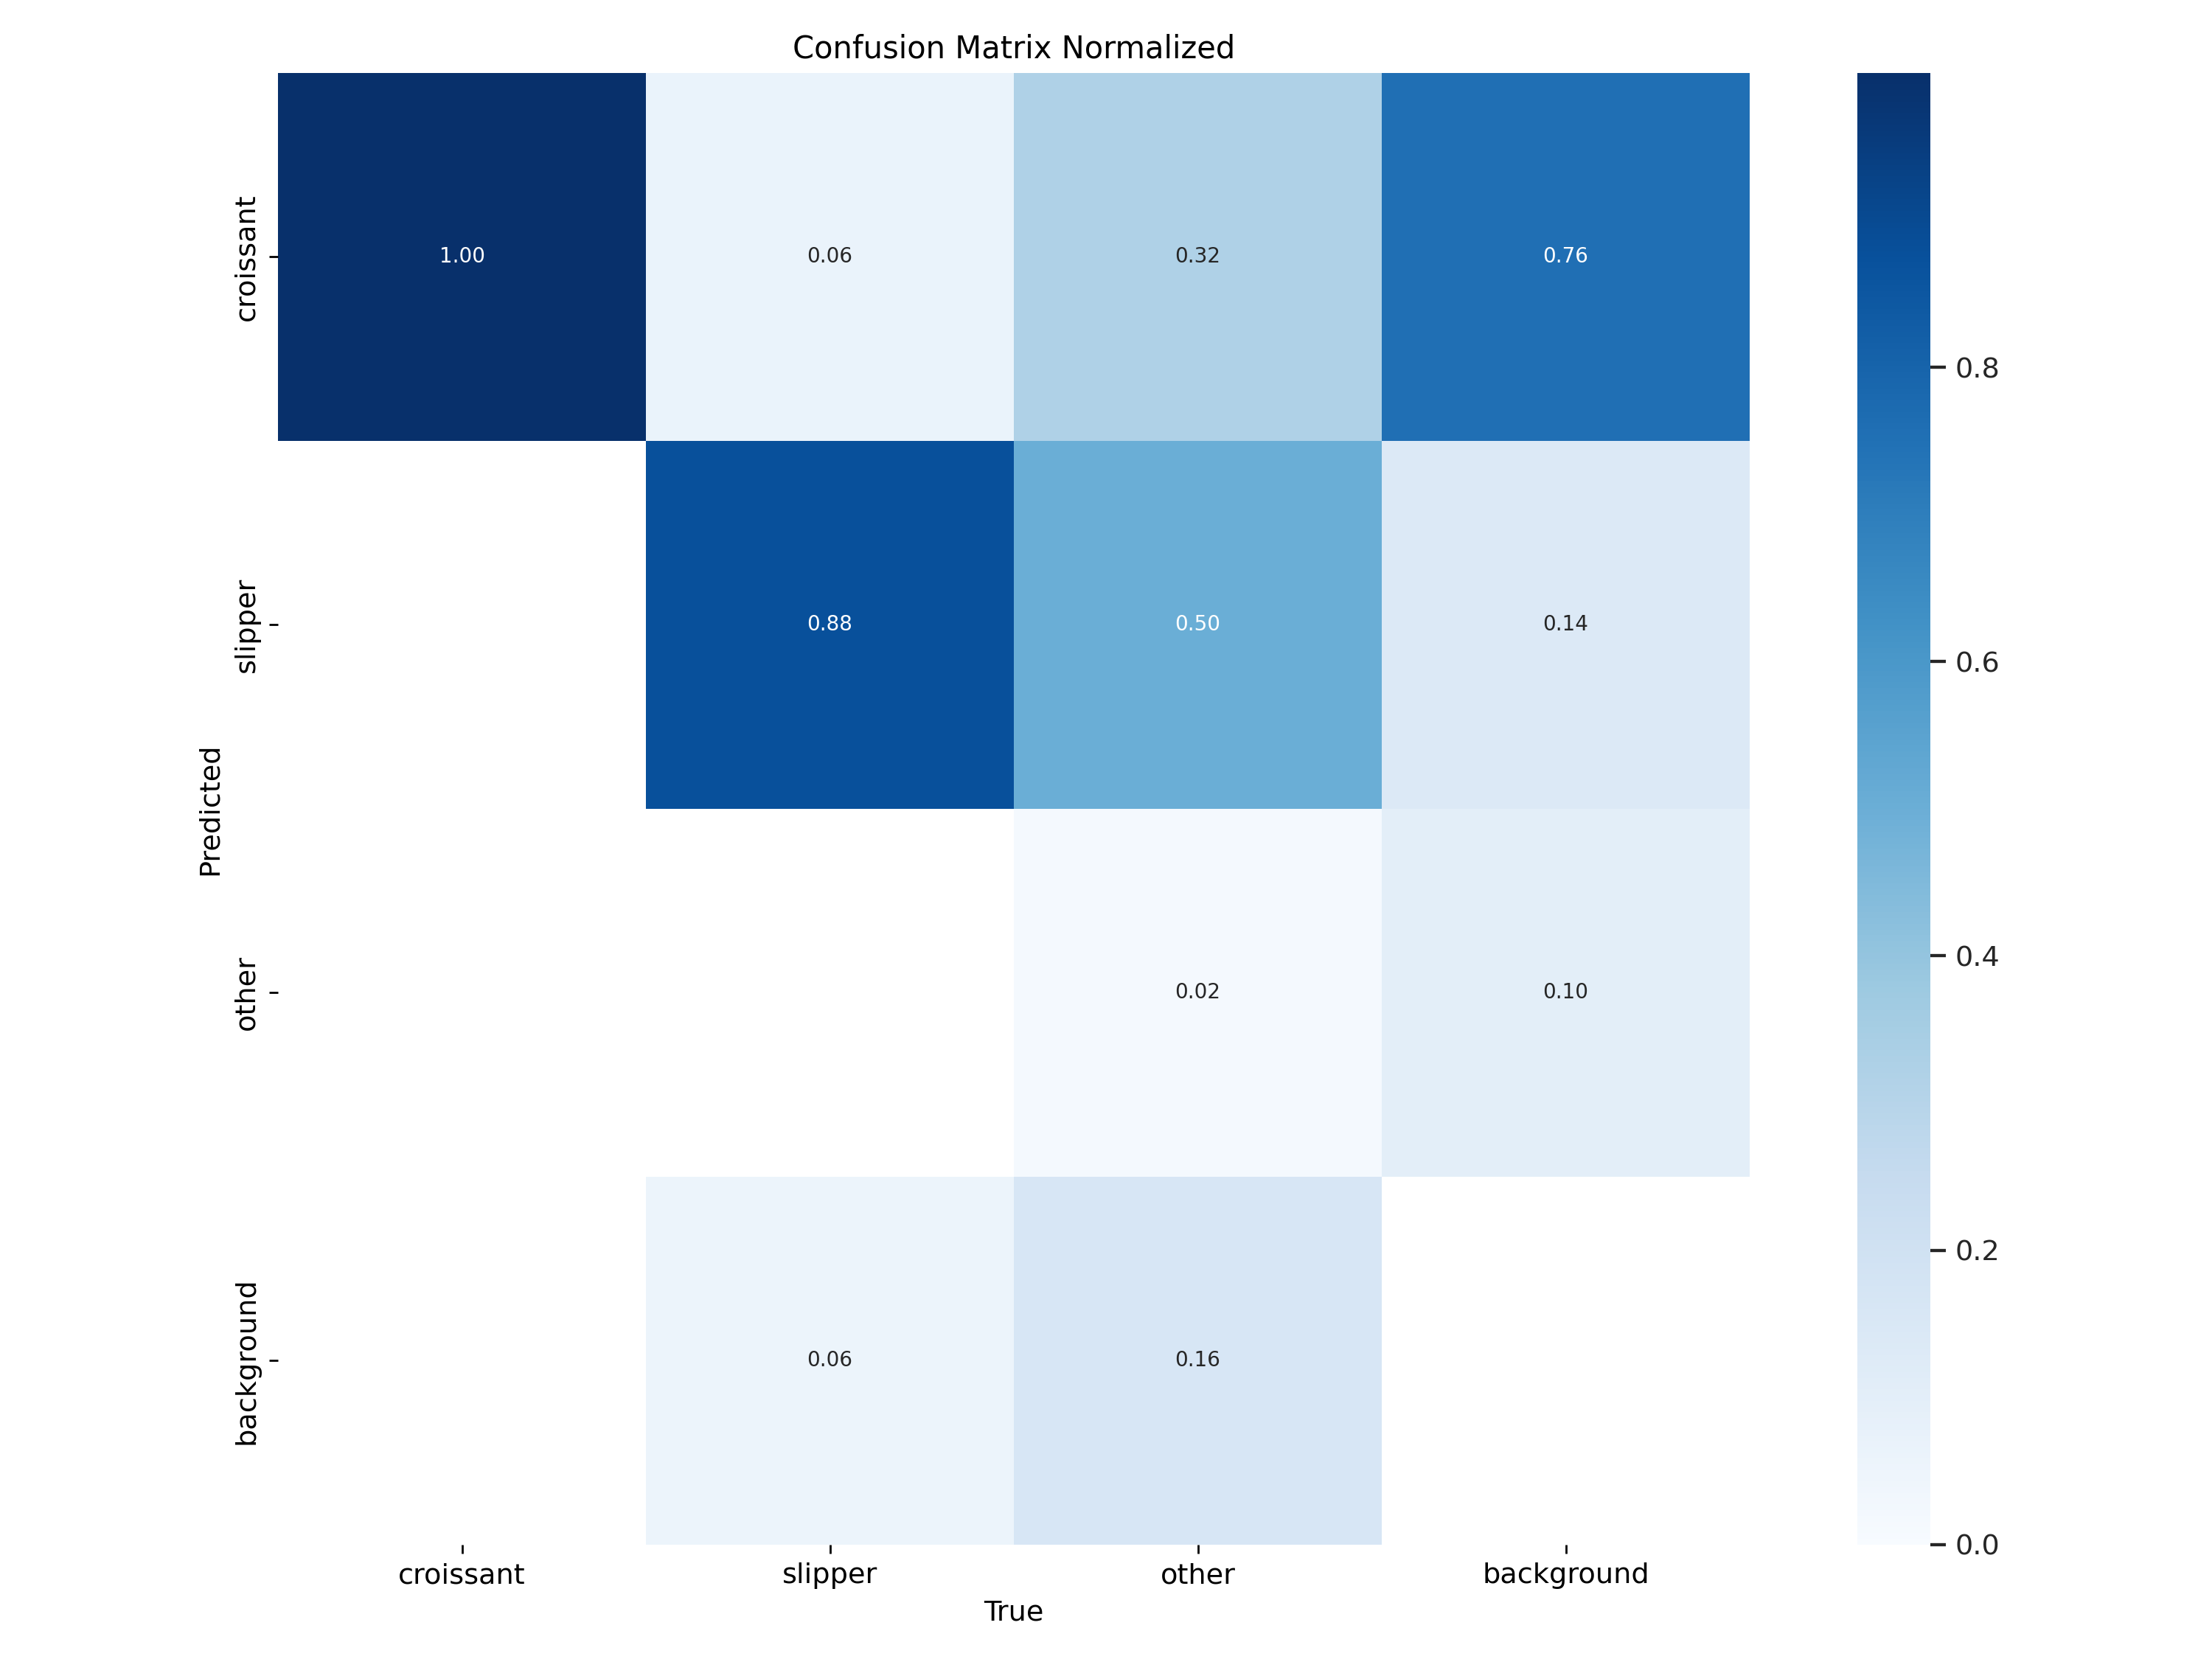 Confusion Matrix Normalized
croissant
1.00
0.06
0.32
0.76
slipper
0.88
0.50
0.14
other
0.02
0.10
background
0.06
0.16
Predicted
croissant
slipper
other
background
True
0.8
0.6
0.4
0.2
0.0